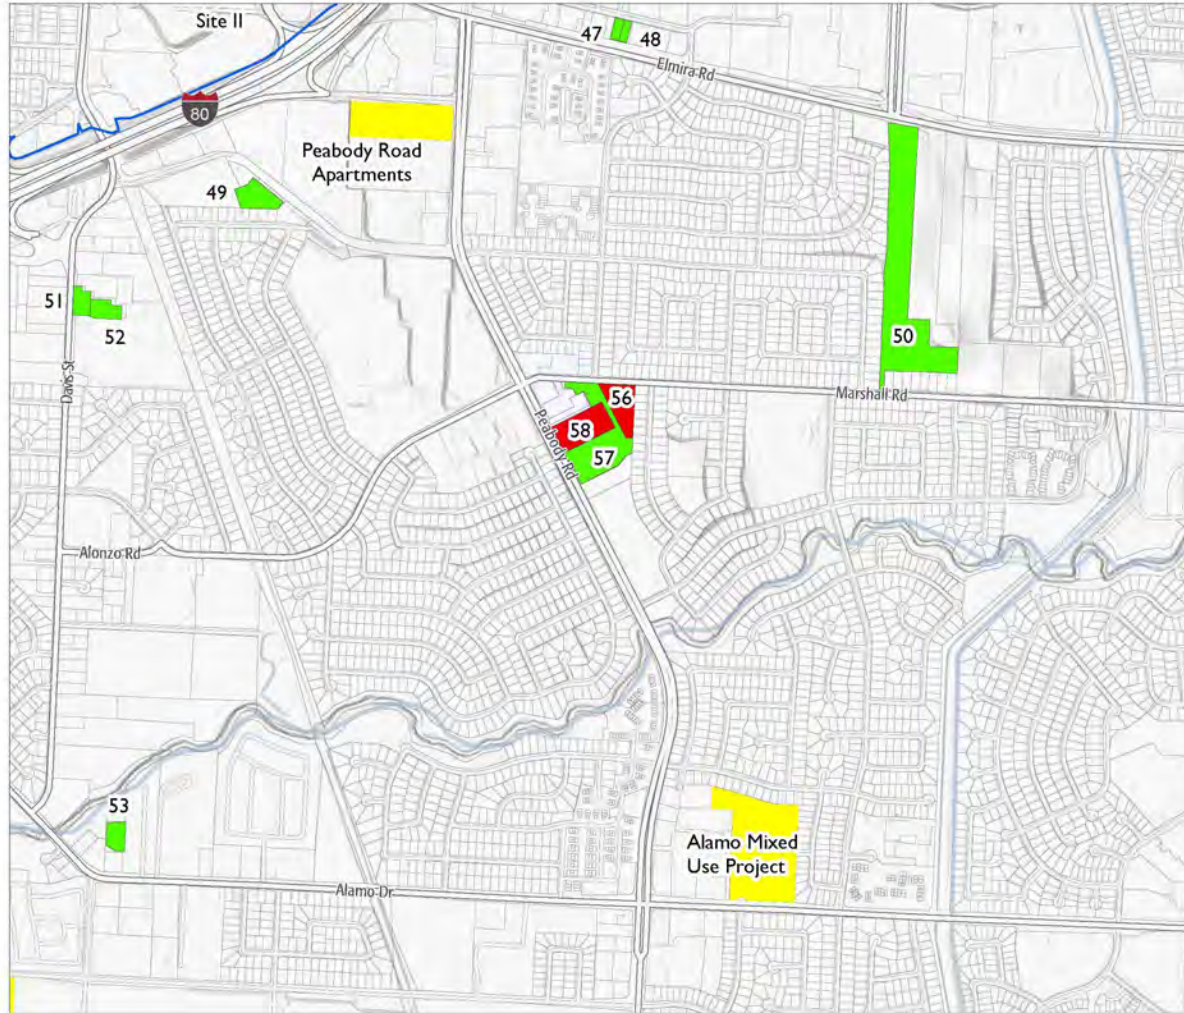 Site II
47
48
Elmira Rd
80
Peabody Road
Apartments
49
51
52
50
Davis St
56
Marshall Rd
58
57
Peabody Rd
Alonzo Rd
53
Alamo Mixed
Use Project
Alamo Dr